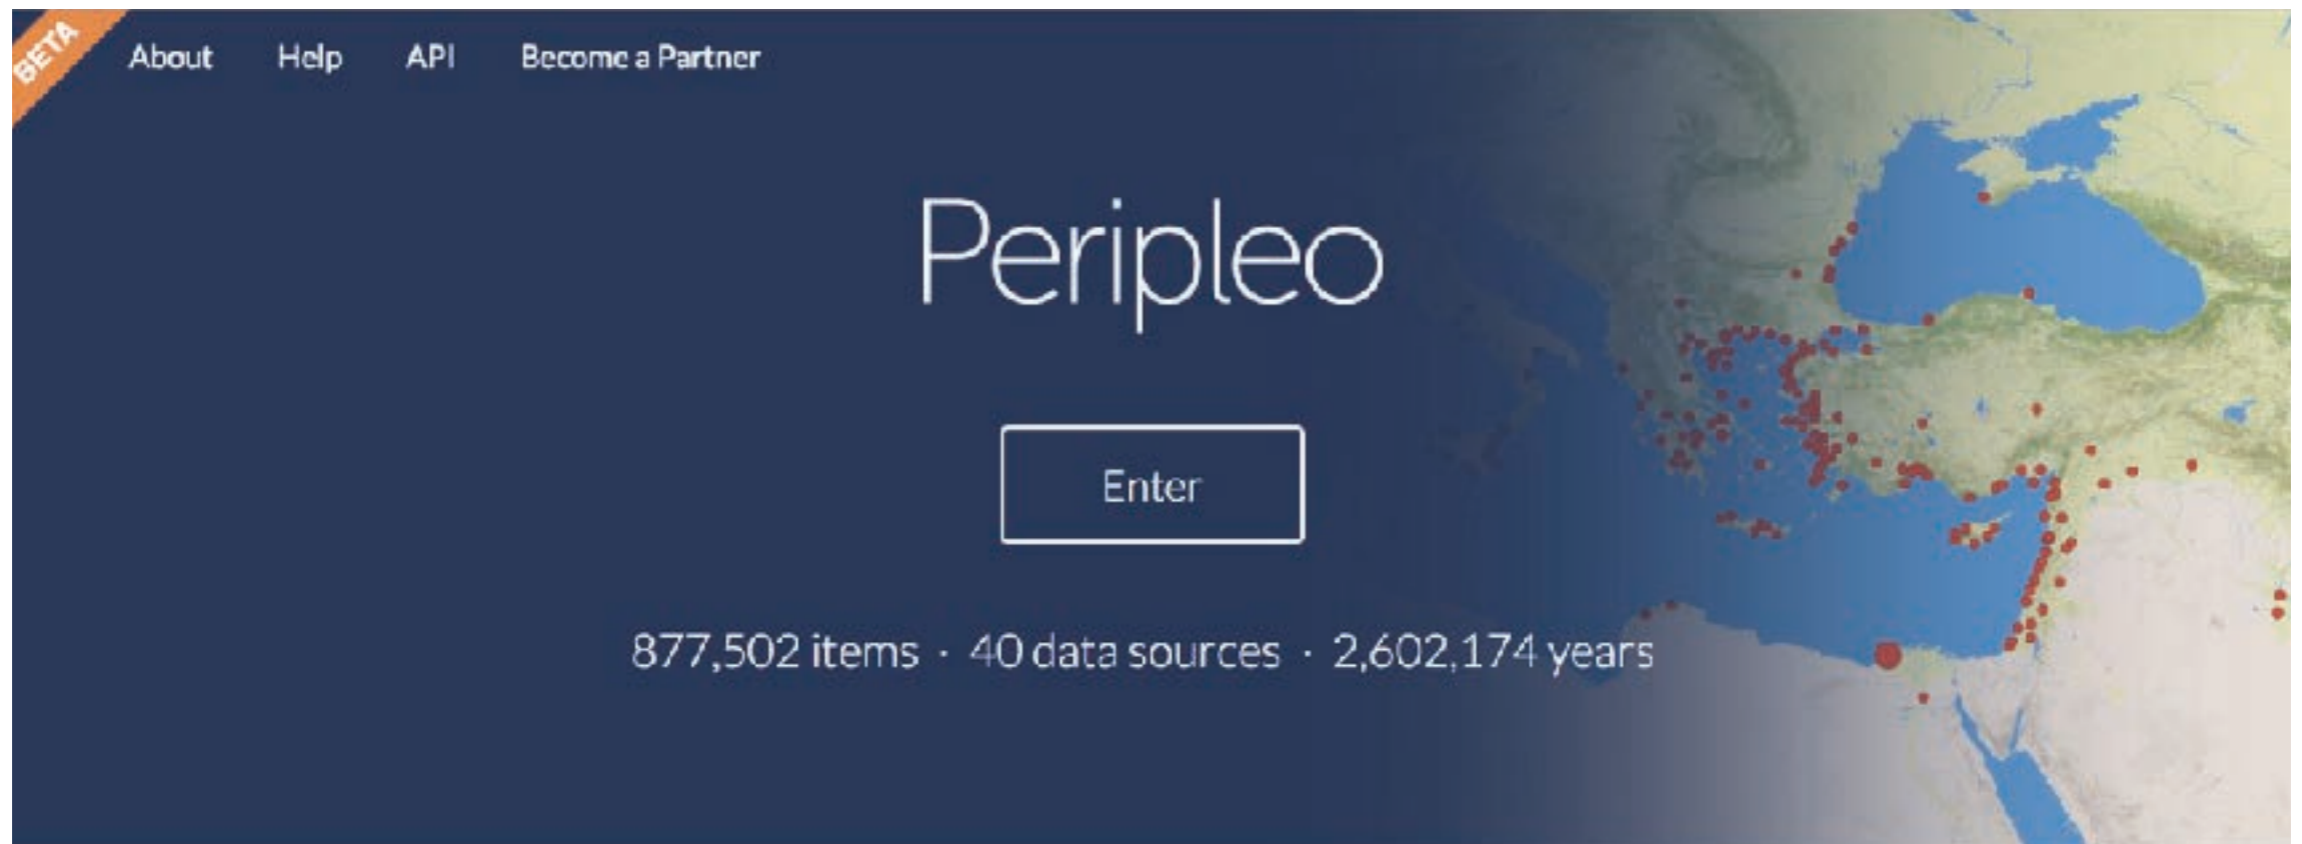 BETA
About Help API Become a Partner
Peripleo
Enter
877,502 items · 40 data sources · 2,602,174 years